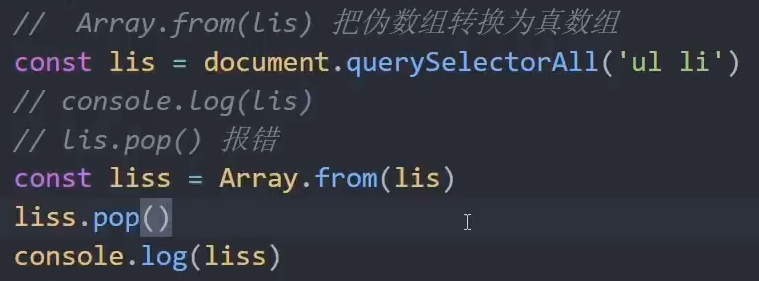 //  Array.from(lis) 把伪数组转换为真数组
const lis = document.querySelectorAll('ul li')
// console.log(lis)
// lis.pop() 报错
const liss = Array.from(lis)
liss.pop()
console.log(liss)